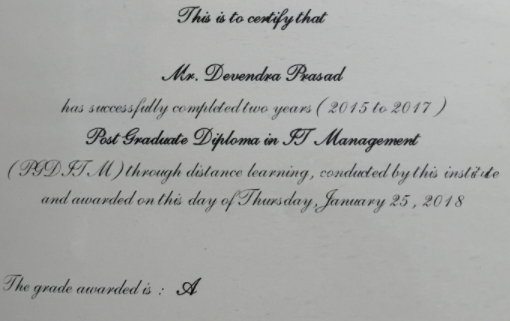 This is to certify that
Mr. Devendra Prasad
has successfully completed two years ( 2015 to 2017 )
Post Graduate Diploma in IT Management
( PGDITM ) through distance learning, conducted by this institute
and awarded on this day of Thursday, January 25, 2018
The grade awarded is : A